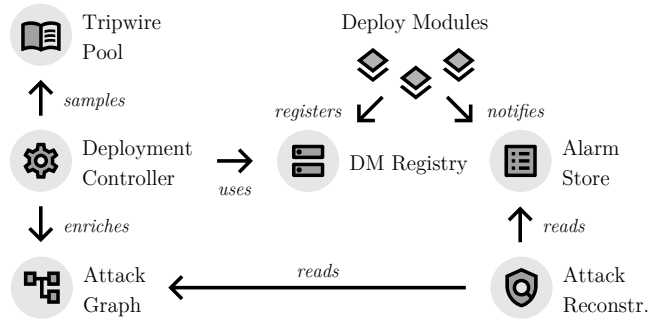 Tripwire
Pool
Deploy Modules
samples
registers
notifies
Deployment
Controller
uses
DM Registry
Alarm
Store
enriches
reads
Attack
Graph
reads
Attack
Reconstr.